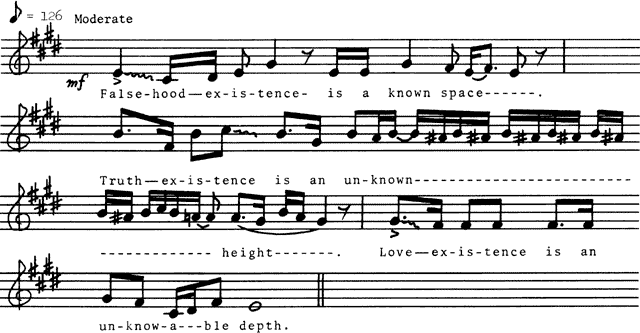 ♪ = 126 Moderate
mf
False-hood—ex-is-tence- is a known space------.
Truth—ex-is-tence is an un-known-------------------------
------------ height-------. Love—ex-is-tence is an
un-know-a---ble depth.